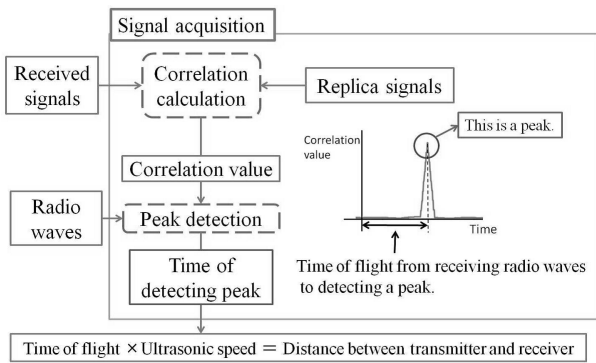 Signal acquisition
Received
signals
Correlation
calculation
Replica signals
This is a peak.
Correlation
value
Correlation value
Radio
waves
Peak detection
Time
Time of
detecting peak
Time of flight from receiving radio waves
to detecting a peak.
Time of flight × Ultrasonic speed = Distance between transmitter and receiver